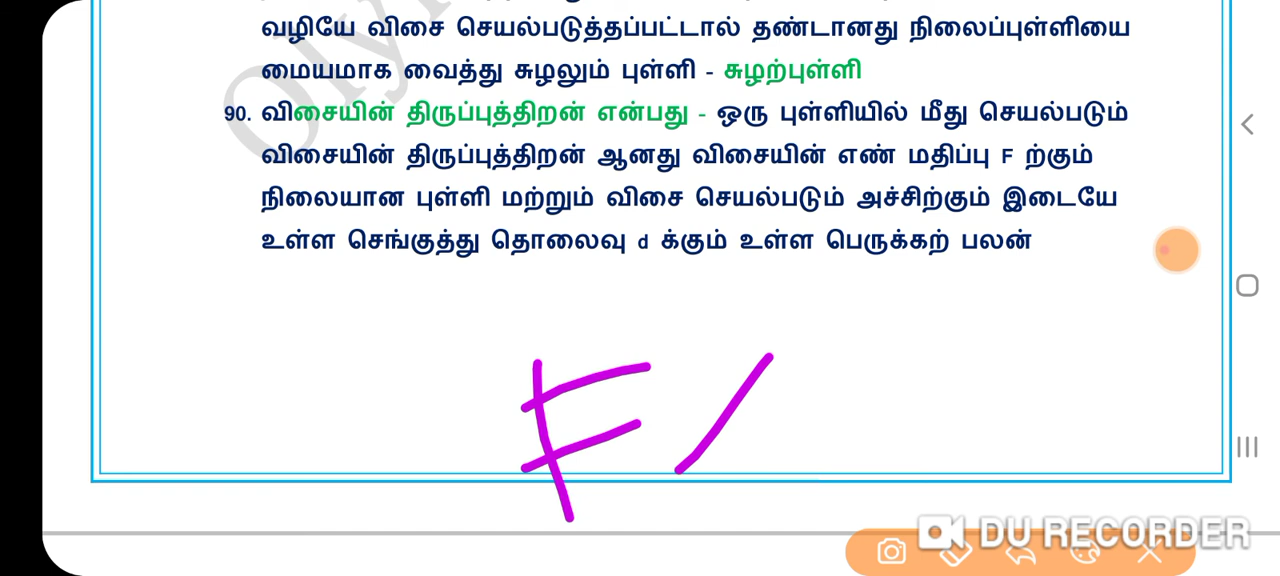 வழியே விசை செயல்படுத்தப்பட்டால் தண்டானது நிலைப்புள்ளியை
மையமாக வைத்து சுழலும் புள்ளி - சுழற்புள்ளி
90. விசையின் திருப்புத்திறன் என்பது - ஒரு புள்ளியில் மீது செயல்படும்
விசையின் திருப்புத்திறன் ஆனது விசையின் எண் மதிப்பு F ற்கும்
நிலையான புள்ளி மற்றும் விசை செயல்படும் அச்சிற்கும் இடையே
உள்ள செங்குத்து தொலைவு d க்கும் உள்ள பெருக்கற் பலன்
F /
DU RECORDER